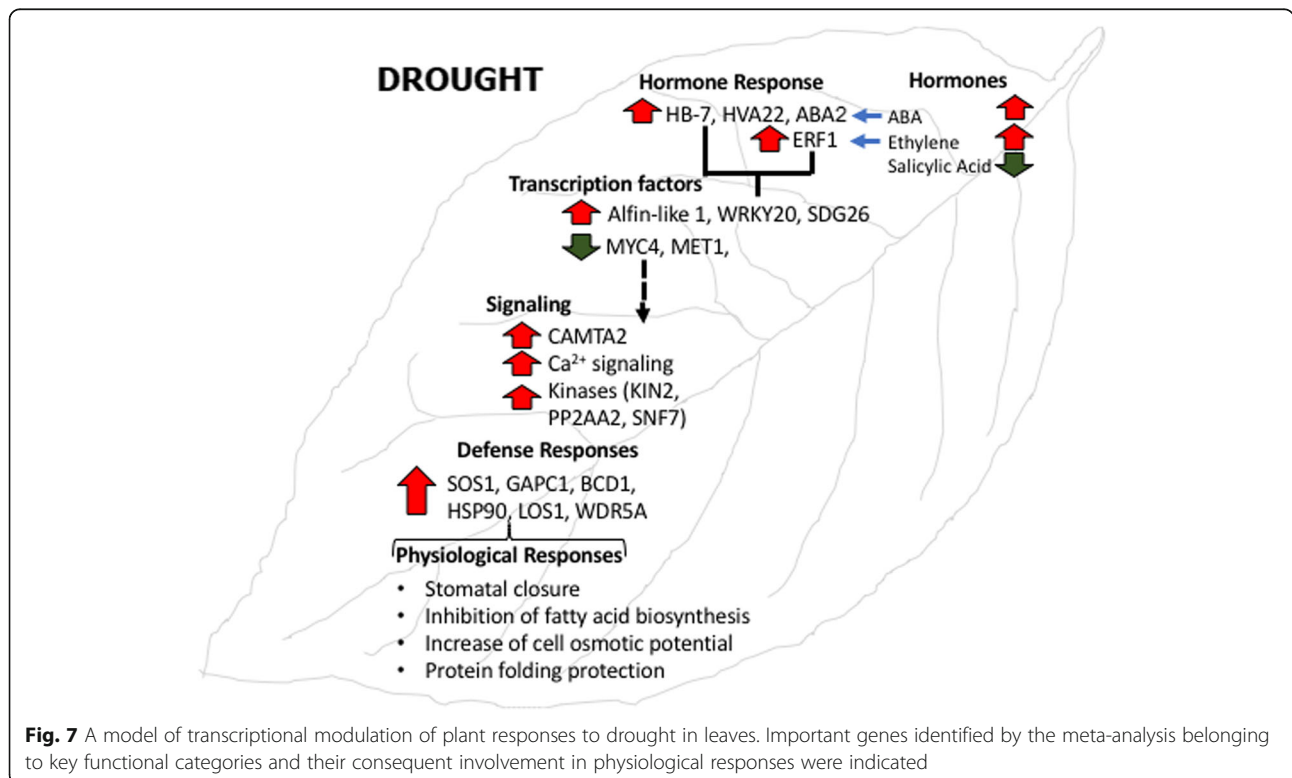 DROUGHT
Hormone Response
Hormones
HB-7, HVA22, ABA2
ABA
ERF1
Ethylene
Salicylic Acid
Transcription factors
Alfin-like 1, WRKY20, SDG26
MYC4, MET1,
Signaling
CAMTA2
Ca²⁺ signaling
Kinases (KIN2,
PP2AA2, SNF7)
Defense Responses
SOS1, GAPC1, BCD1,
HSP90, LOS1, WDR5A
Physiological Responses
• Stomatal closure
• Inhibition of fatty acid biosynthesis
• Increase of cell osmotic potential
• Protein folding protection
Fig. 7 A model of transcriptional modulation of plant responses to drought in leaves. Important genes identified by the meta-analysis belonging
to key functional categories and their consequent involvement in physiological responses were indicated